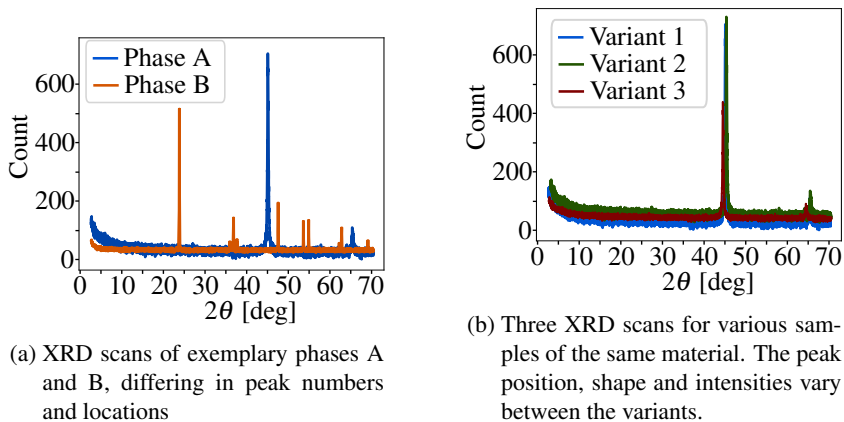 Phase A
Phase B
Count
600
400
200
0
0 10 20 30 40 50 60 70
2θ [deg]
(a) XRD scans of exemplary phases A
and B, differing in peak numbers
and locations
Variant 1
Variant 2
Variant 3
Count
600
400
200
0
0 10 20 30 40 50 60 70
2θ [deg]
(b) Three XRD scans for various sam-
ples of the same material. The peak
position, shape and intensities vary
between the variants.